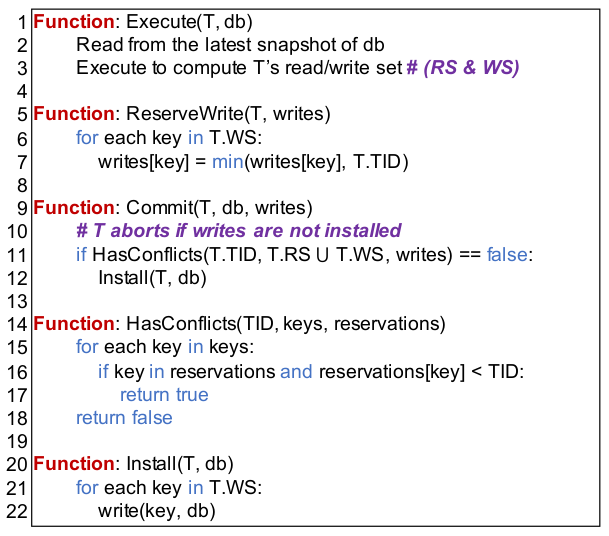 1 Function: Execute(T, db)
2 Read from the latest snapshot of db
3 Execute to compute T's read/write set # (RS & WS)
4
5 Function: ReserveWrite(T, writes)
6 for each key in T.WS:
7 writes[key] = min(writes[key], T.TID)
8
9 Function: Commit(T, db, writes)
10 # T aborts if writes are not installed
11 if HasConflicts(T.TID, T.RS ∪ T.WS, writes) == false:
12 Install(T, db)
13
14 Function: HasConflicts(TID, keys, reservations)
15 for each key in keys:
16 if key in reservations and reservations[key] < TID:
17 return true
18 return false
19
20 Function: Install(T, db)
21 for each key in T.WS:
22 write(key, db)